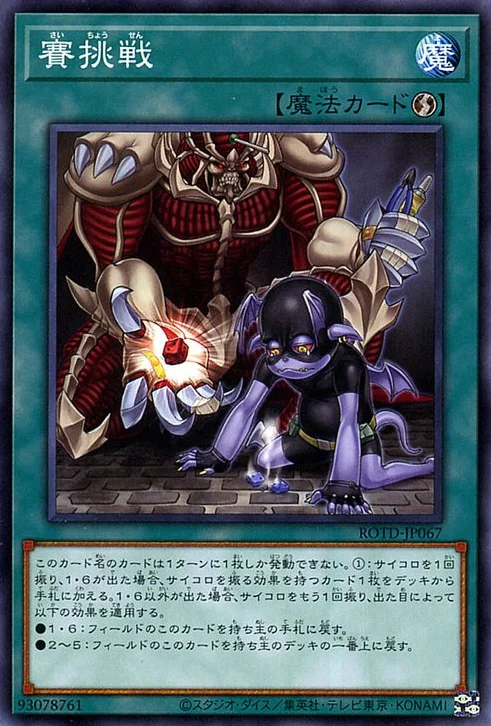 賽挑戦
魔
【魔法カード】
ROTD-JP067
このカード名のカードは1ターンに1枚しか発動できない。①:サイコロを1回
振り、1・6が出た場合、サイコロを振る効果を持つカード1枚をデッキから
手札に加える。1・6以外が出た場合、サイコロをもう1回振り、出た目によって
以下の効果を適用する。
●1・6:フィールドのこのカードを持ち主の手札に戻す。
●2~5:フィールドのこのカードを持ち主のデッキの一番上に戻す。
93078761
©スタジオ・ダイス/集英社・テレビ東京・KONAMI